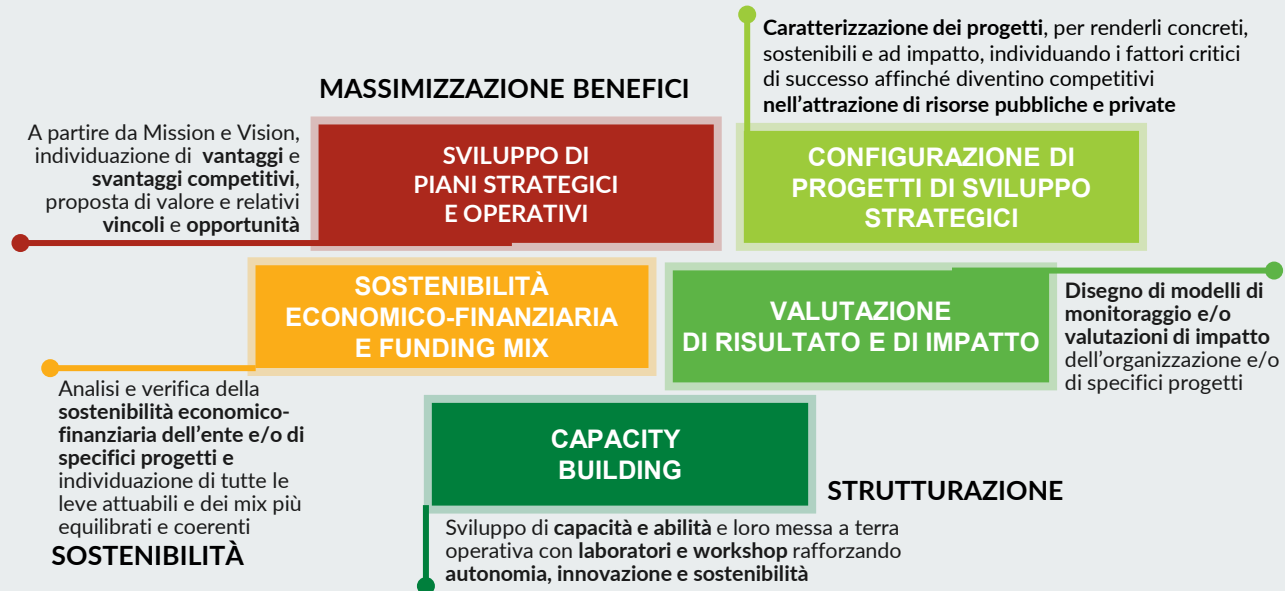 MASSIMIZZAZIONE BENEFICI
A partire da Mission e Vision,
individuazione di vantaggi e
svantaggi competitivi,
proposta di valore e relativi
vincoli e opportunità
SVILUPPO DI
PIANI STRATEGICI
E OPERATIVI
Caratterizzazione dei progetti, per renderli concreti,
sostenibili e ad impatto, individuando i fattori critici
di successo affinché diventino competitivi
nell'attrazione di risorse pubbliche e private
CONFIGURAZIONE DI
PROGETTI DI SVILUPPO
STRATEGICI
SOSTENIBILITÀ
ECONOMICO-FINANZIARIA
E FUNDING MIX
Analisi e verifica della
sostenibilità economico-
finanziaria dell'ente e/o di
specifici progetti e
individuazione di tutte le
leve attuabili e dei mix più
equilibrati e coerenti
SOSTENIBILITÀ
VALUTAZIONE
DI RISULTATO E DI IMPATTO
Disegno di modelli di
monitoraggio e/o
valutazioni di impatto
dell'organizzazione e/o
di specifici progetti
CAPACITY
BUILDING
STRUTTURAZIONE
Sviluppo di capacità e abilità e loro messa a terra
operativa con laboratori e workshop rafforzando
autonomia, innovazione e sostenibilità